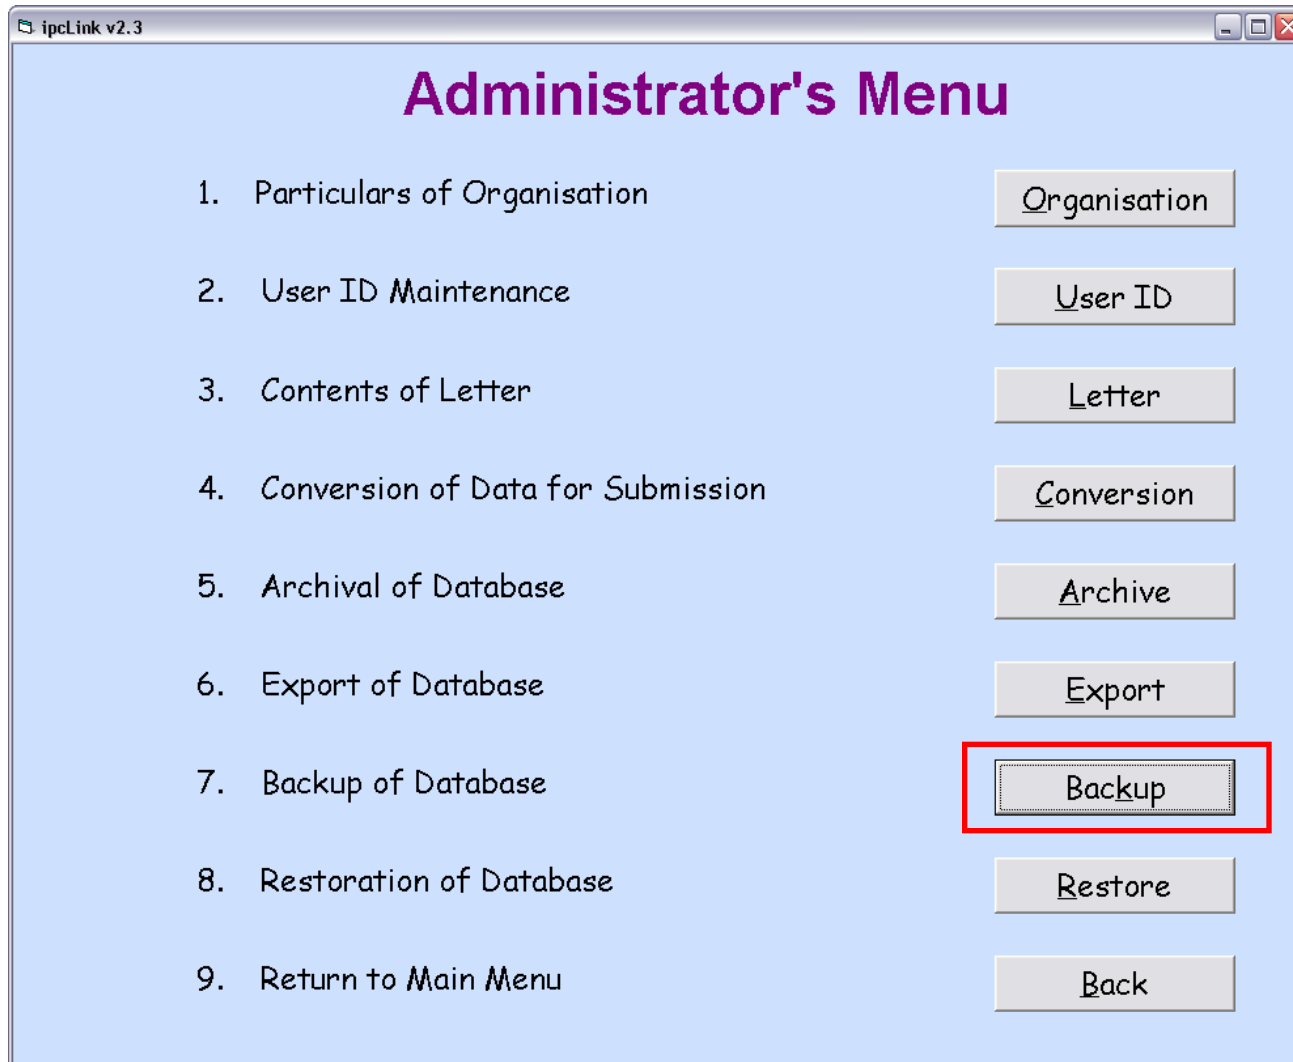 ipcLink v2.3
Administrator's Menu
1. Particulars of Organisation Organisation
2. User ID Maintenance User ID
3. Contents of Letter Letter
4. Conversion of Data for Submission Conversion
5. Archival of Database Archive
6. Export of Database Export
7. Backup of Database Backup
8. Restoration of Database Restore
9. Return to Main Menu Back